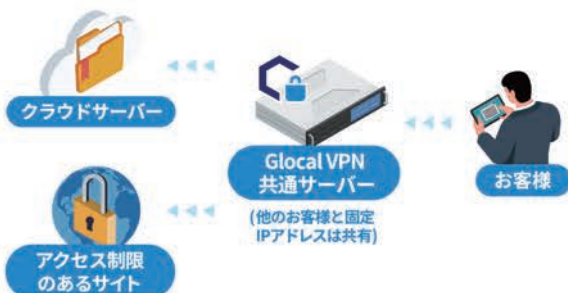 クラウドサーバー
Glocal VPN
共通サーバー
(他のお客様と固定
IPアドレスは共有)
お客様
アクセス制限
のあるサイト